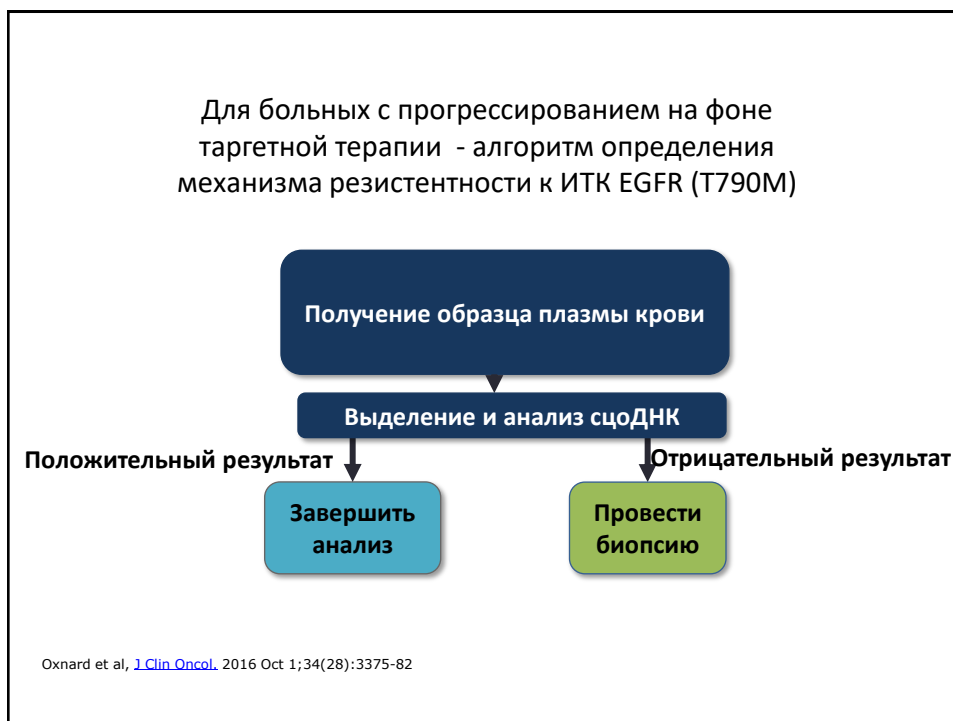 Для больных с прогрессированием на фоне
таргетной терапии - алгоритм определения
механизма резистентности к ИТК EGFR (T790M)
Получение образца плазмы крови
Выделение и анализ сцоДНК
Положительный результат
Отрицательный результат
Завершить
анализ
Провести
биопсию
Oxnard et al, J Clin Oncol. 2016 Oct 1;34(28):3375-82